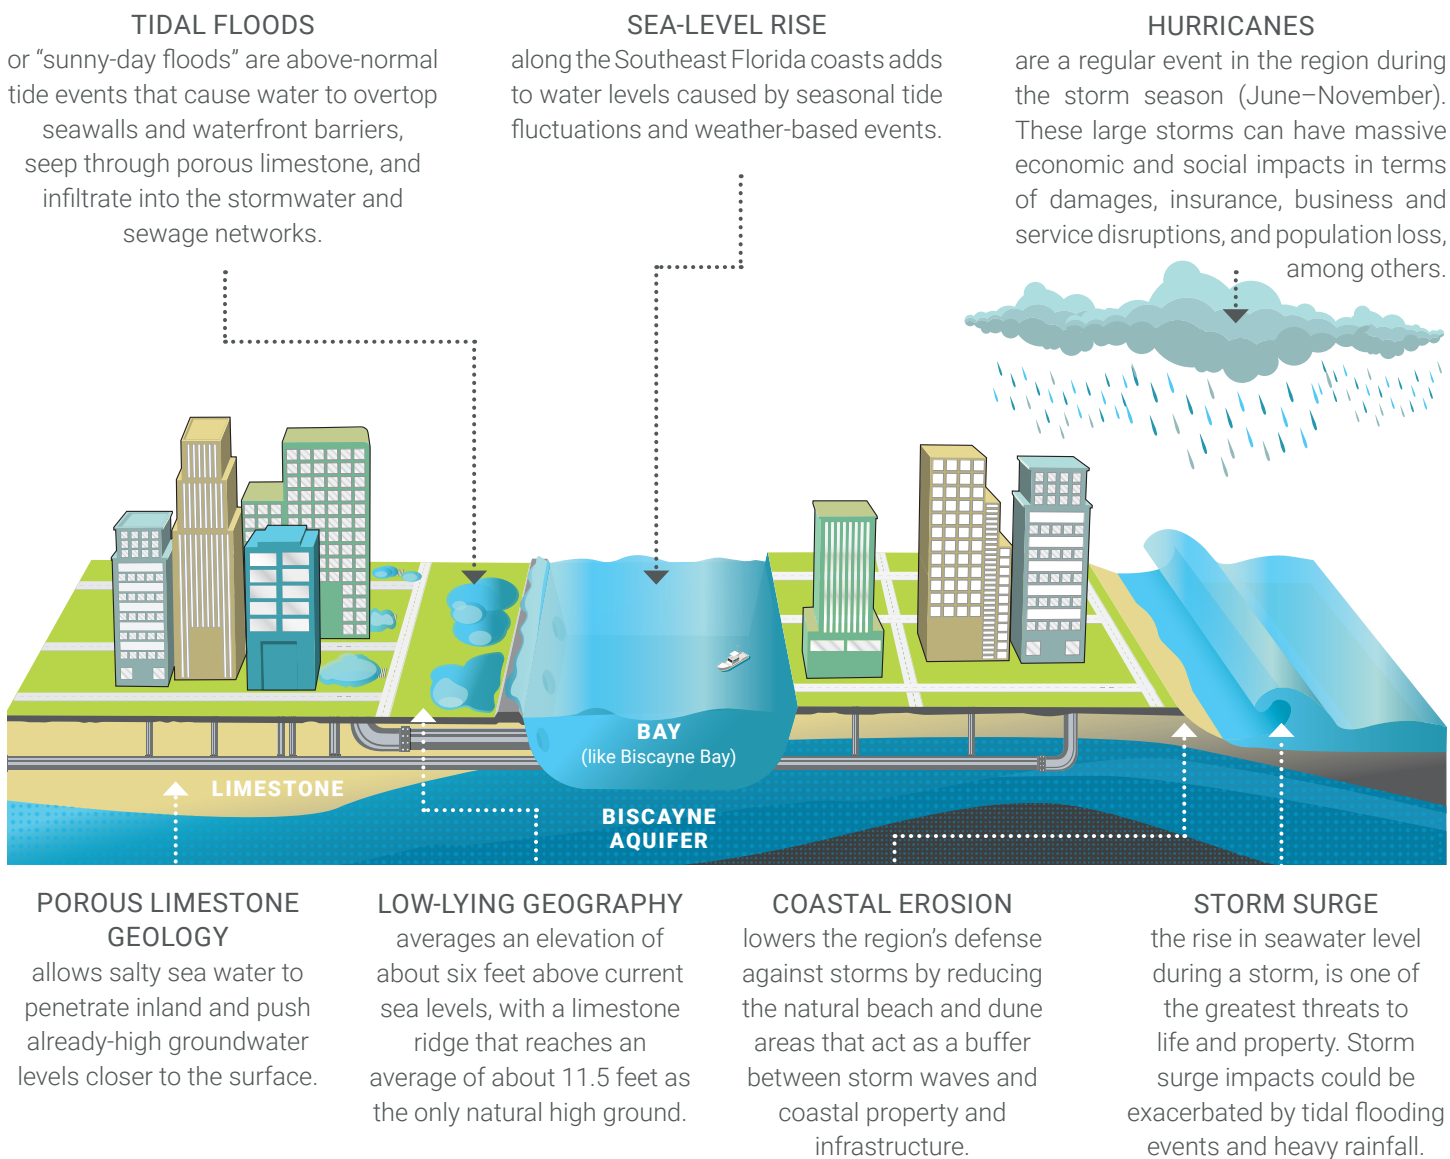 TIDAL FLOODS
or “sunny-day floods” are above-normal
tide events that cause water to overtop
seawalls and waterfront barriers,
seep through porous limestone, and
infiltrate into the stormwater and
sewage networks.
SEA-LEVEL RISE
along the Southeast Florida coasts adds
to water levels caused by seasonal tide
fluctuations and weather-based events.
HURRICANES
are a regular event in the region during
the storm season (June–November).
These large storms can have massive
economic and social impacts in terms
of damages, insurance, business and
service disruptions, and population loss,
among others.
BAY
(like Biscayne Bay)
LIMESTONE
BISCAYNE
AQUIFER
POROUS LIMESTONE
GEOLOGY
allows salty sea water to
penetrate inland and push
already-high groundwater
levels closer to the surface.
LOW-LYING GEOGRAPHY
averages an elevation of
about six feet above current
sea levels, with a limestone
ridge that reaches an
average of about 11.5 feet as
the only natural high ground.
COASTAL EROSION
lowers the region’s defense
against storms by reducing
the natural beach and dune
areas that act as a buffer
between storm waves and
coastal property and
infrastructure.
STORM SURGE
the rise in seawater level
during a storm, is one of
the greatest threats to
life and property. Storm
surge impacts could be
exacerbated by tidal flooding
events and heavy rainfall.